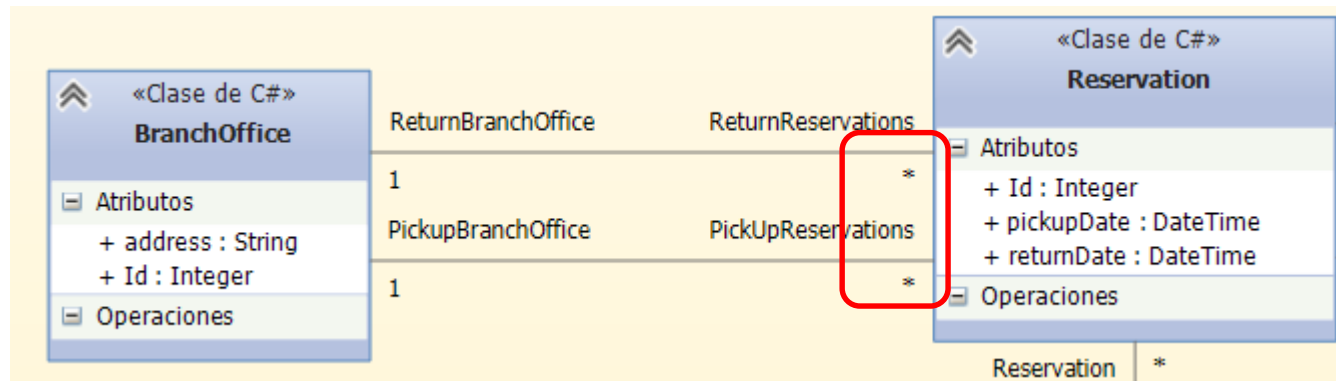 «Clase de C#»
BranchOffice
Atributos
+ address : String
+ Id : Integer
Operaciones
ReturnBranchOffice
ReturnReservations
1
*
PickupBranchOffice
PickUpReservations
1
*
«Clase de C#»
Reservation
Atributos
+ Id : Integer
+ pickupDate : DateTime
+ returnDate : DateTime
Operaciones
Reservation
*